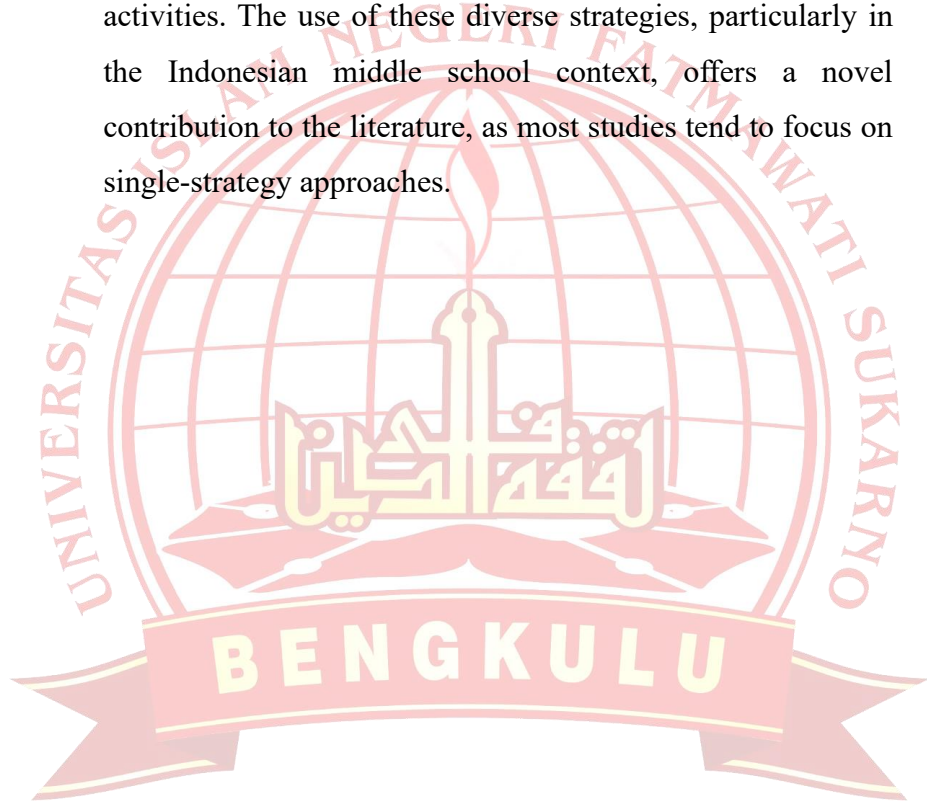 activities. The use of these diverse strategies, particularly in
the Indonesian middle school context, offers a novel
contribution to the literature, as most studies tend to focus on
single-strategy approaches.
UNIVERSITAS ISLAM NEGERI FATMAWATI SUKARNO
BENGKULU